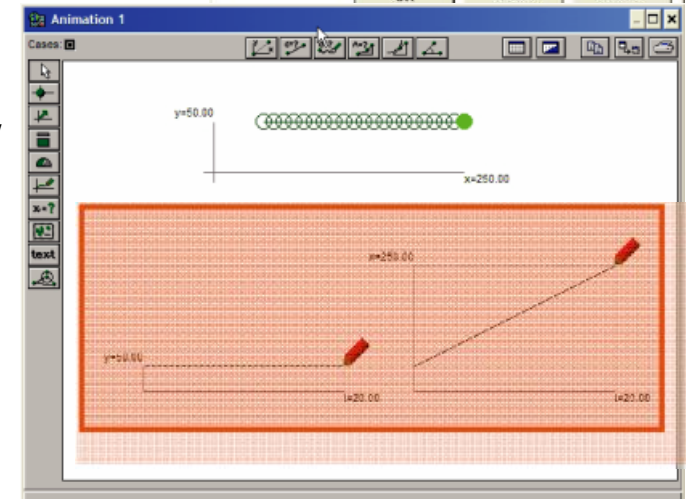 Animation 1
Cases:
y=50.00
x=250.00
x=?
text
x=250.00
y=50.00
t=20.00
t=20.00